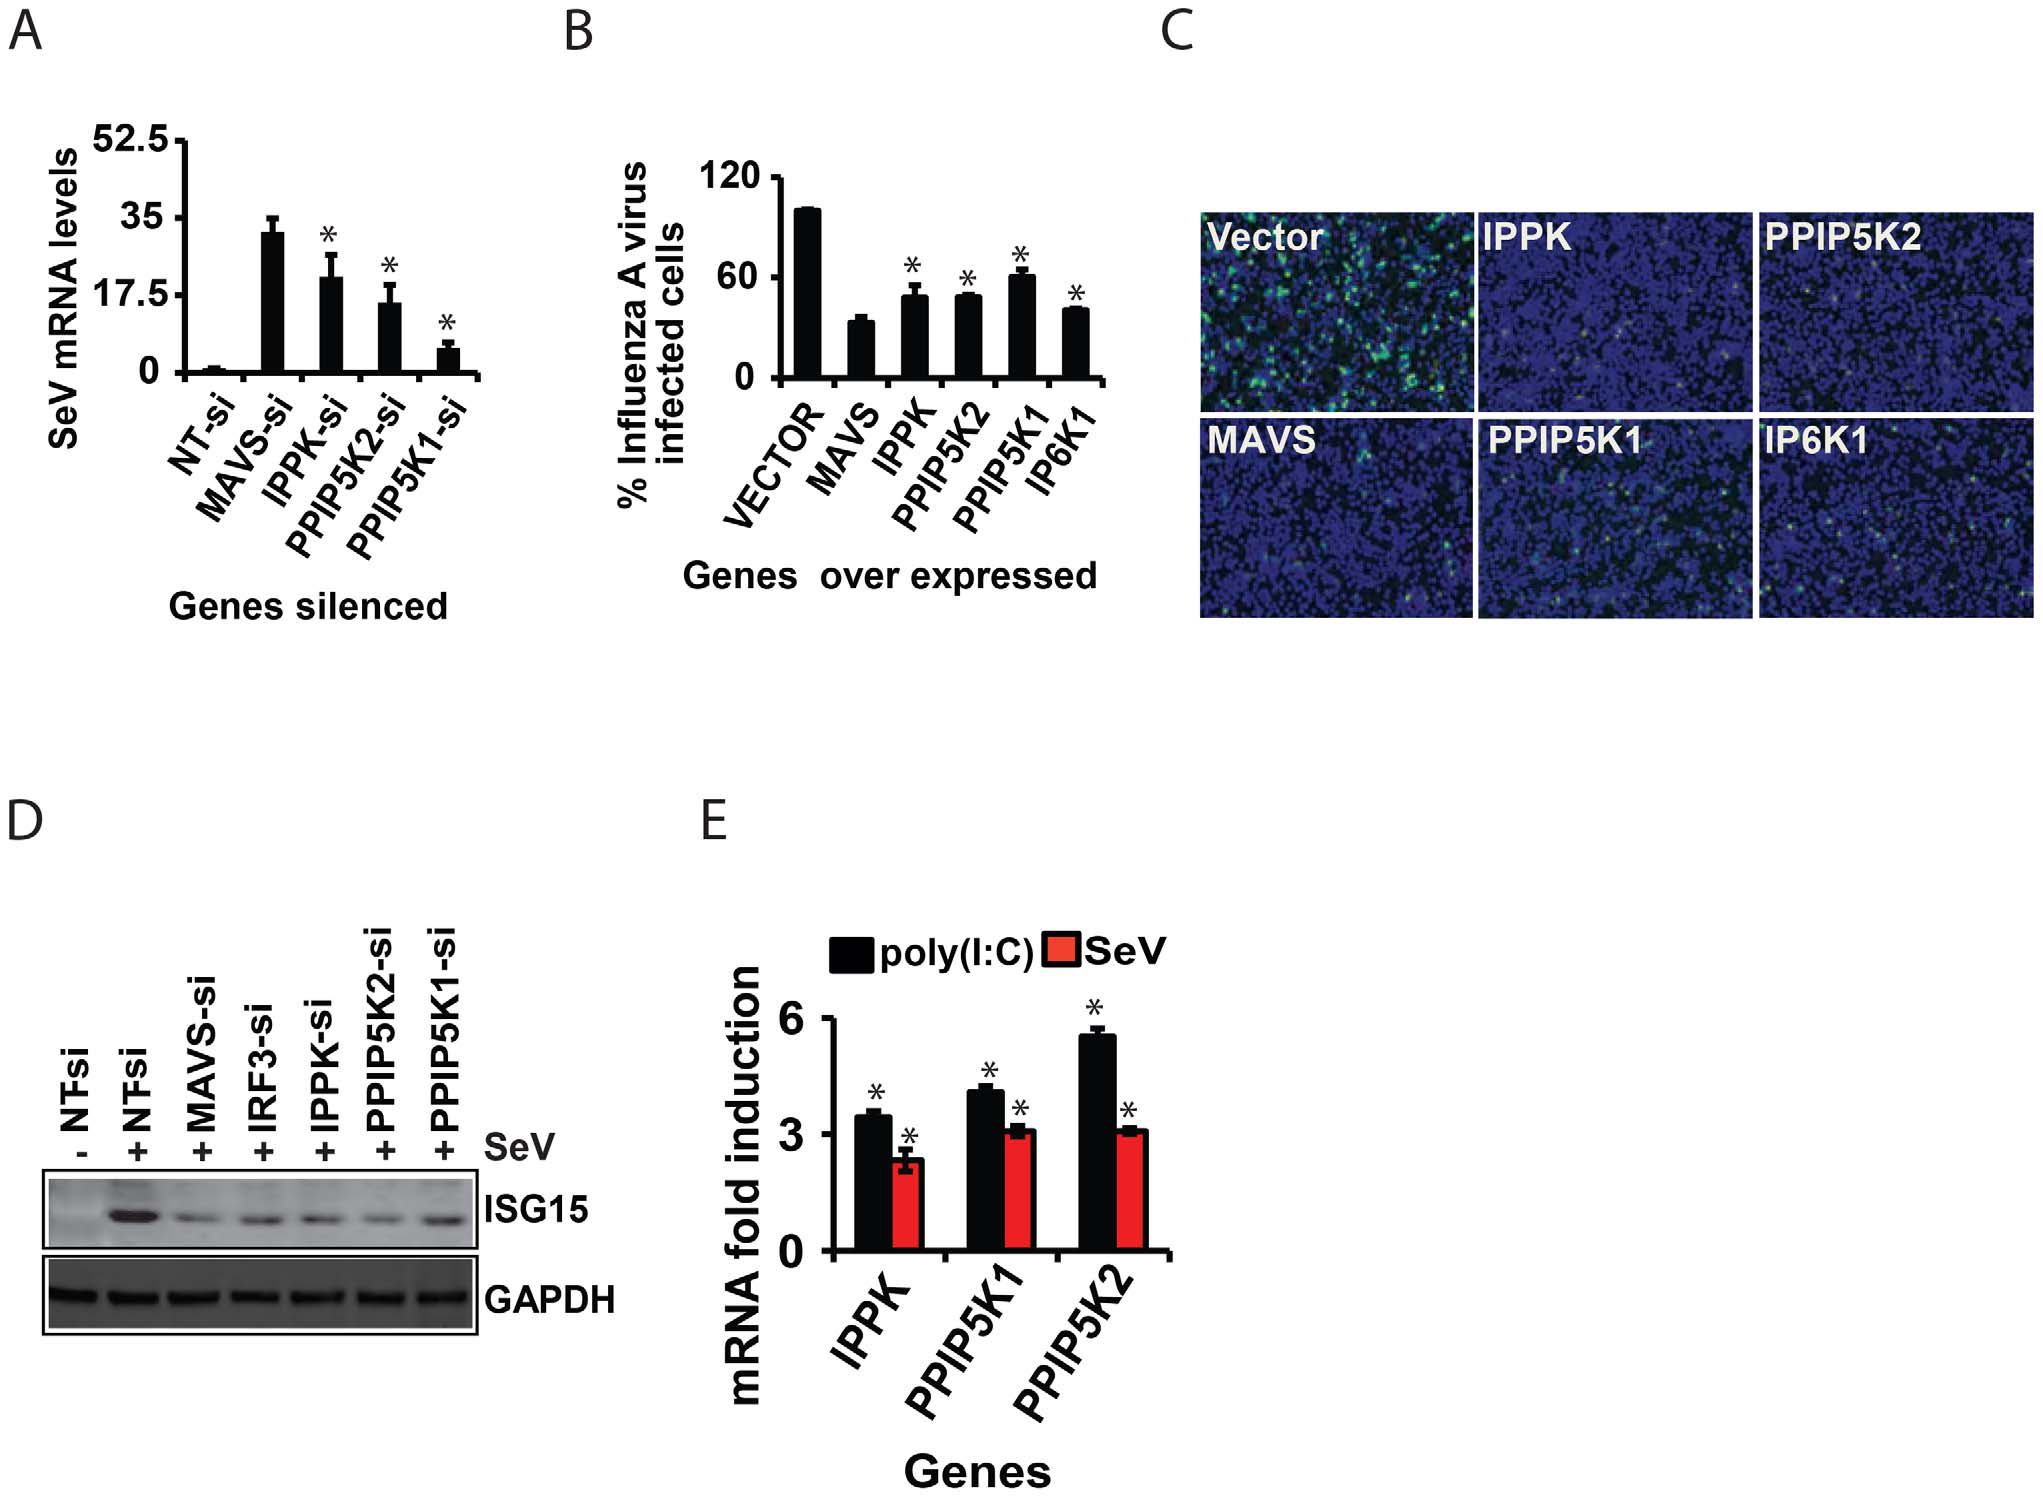 A
SeV mRNA levels
52.5
35
17.5
0
*
*
*
NT-si
MAVS-si
IPPK-si
PPIP5K2-si
PPIP5K1-si
Genes silenced
B
% Influenza A virus
infected cells
120
60
0
*
*
*
*
VECTOR
MAVS
IPPK
PPIP5K2
PPIP5K1
IP6K1
Genes over expressed
C
Vector
IPPK
PPIP5K2
MAVS
PPIP5K1
IP6K1
D
NTsi
NTsi
MAVS-si
IRF3-si
IPPK-si
PPIP5K2-si
PPIP5K1-si
- + + + + + + SeV
ISG15
GAPDH
E
poly(I:C) SeV
mRNA fold induction
6
3
0
*
*
*
*
*
*
IPPK
PPIP5K1
PPIP5K2
Genes